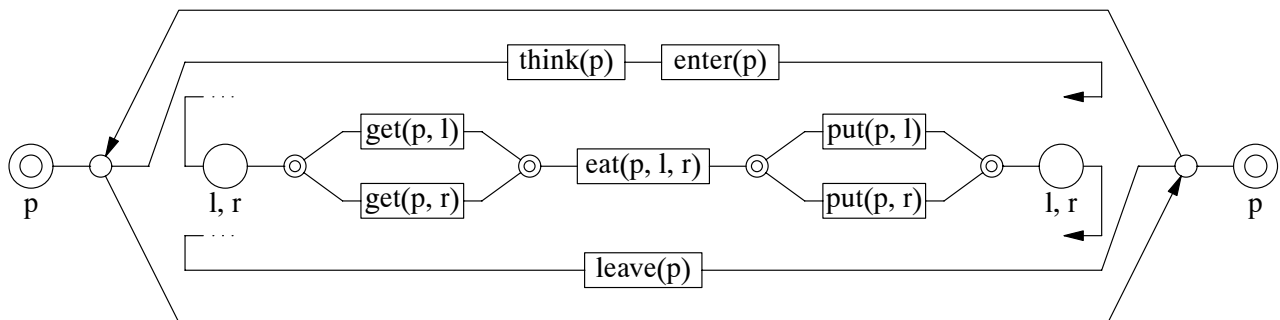 think(p) enter(p)
. . .
get(p, l) put(p, l)
eat(p, l, r)
p l, r get(p, r) put(p, r) l, r p
. . .
leave(p)